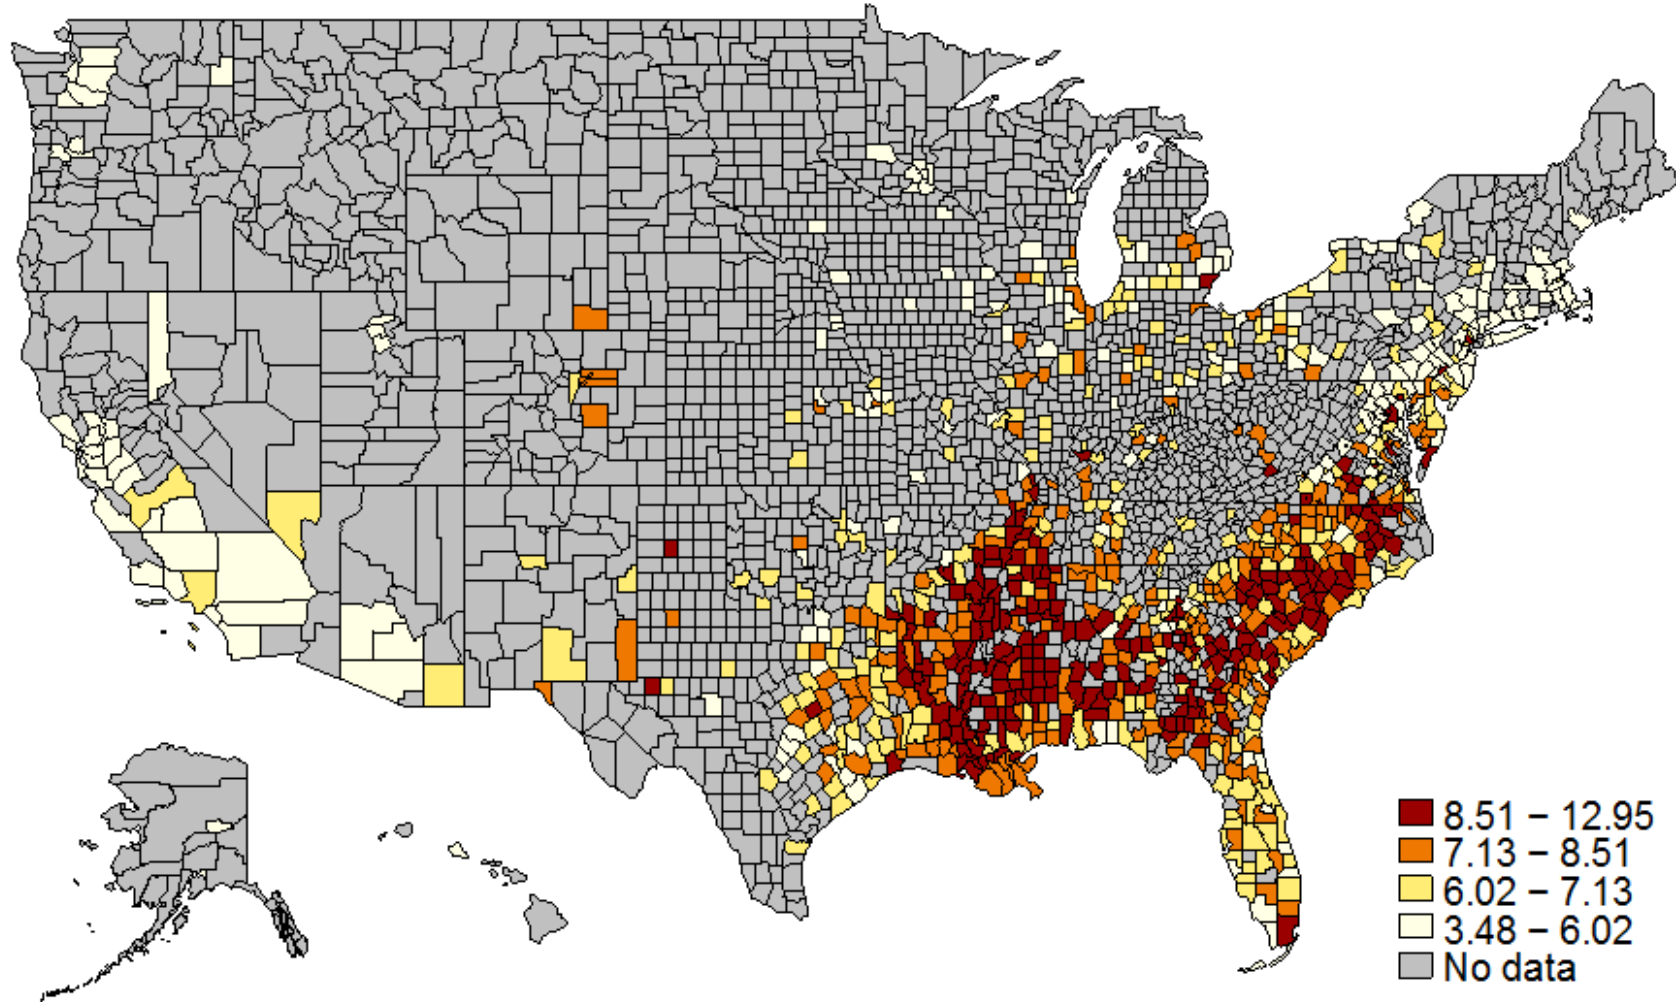 8.51 – 12.95
7.13 – 8.51
6.02 – 7.13
3.48 – 6.02
No data